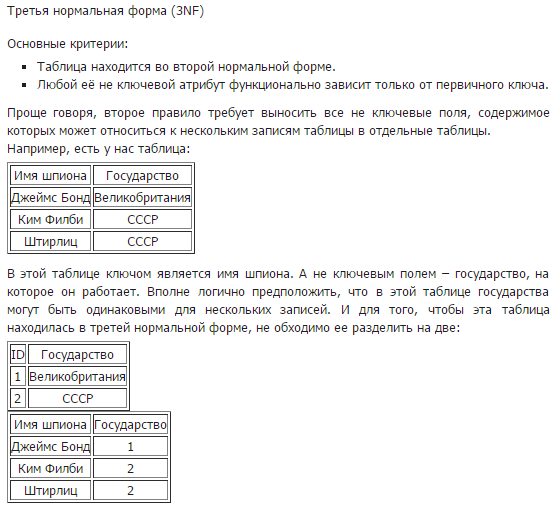 Третья нормальная форма (3NF)
Основные критерии:
Таблица находится во второй нормальной форме.
Любой её не ключевой атрибут функционально зависит только от первичного ключа.
Проще говоря, второе правило требует выносить все не ключевые поля, содержимое
которых может относиться к нескольким записям таблицы в отдельные таблицы.
Например, есть у нас таблица:
Имя шпиона Государство
Джеймс Бонд Великобритания
Ким Филби СССР
Штирлиц СССР
В этой таблице ключом является имя шпиона. А не ключевым полем – государство, на
которое он работает. Вполне логично предположить, что в этой таблице государства
могут быть одинаковыми для нескольких записей. И для того, чтобы эта таблица
находилась в третей нормальной форме, не обходимо ее разделить на две:
ID Государство
1 Великобритания
2 СССР
Имя шпиона Государство
Джеймс Бонд 1
Ким Филби 2
Штирлиц 2